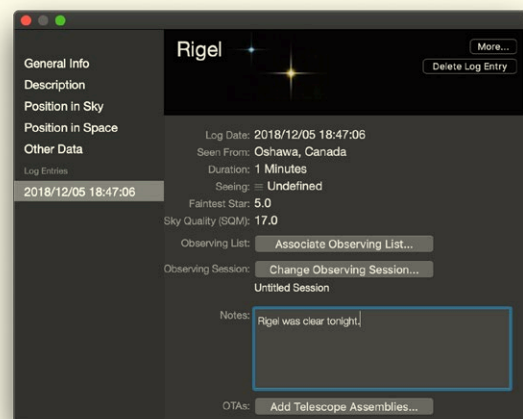 Rigel
More...
Delete Log Entry
General Info
Description
Position in Sky
Position in Space
Other Data
Log Entries
2018/12/05 18:47:06
Log Date: 2018/12/05 18:47:06
Seen From: Oshawa, Canada
Duration: 1 Minutes
Seeing: Undefined
Faintest Star: 5.0
Sky Quality (SQM): 17.0
Observing List: Associate Observing List...
Observing Session: Change Observing Session...
Untitled Session
Notes: Rigel was clear tonight.
OTAs: Add Telescope Assemblies...